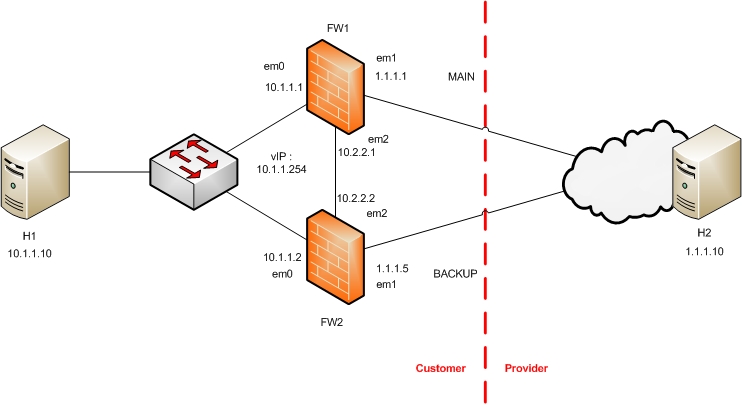 FW1
em0
em1
10.1.1.1
1.1.1.1
MAIN
em2
10.2.2.1
vIP :
10.1.1.254
10.2.2.2
em2
H1
10.1.1.10
H2
1.1.1.10
10.1.1.2
em0
1.1.1.5
em1
BACKUP
FW2
Customer
Provider